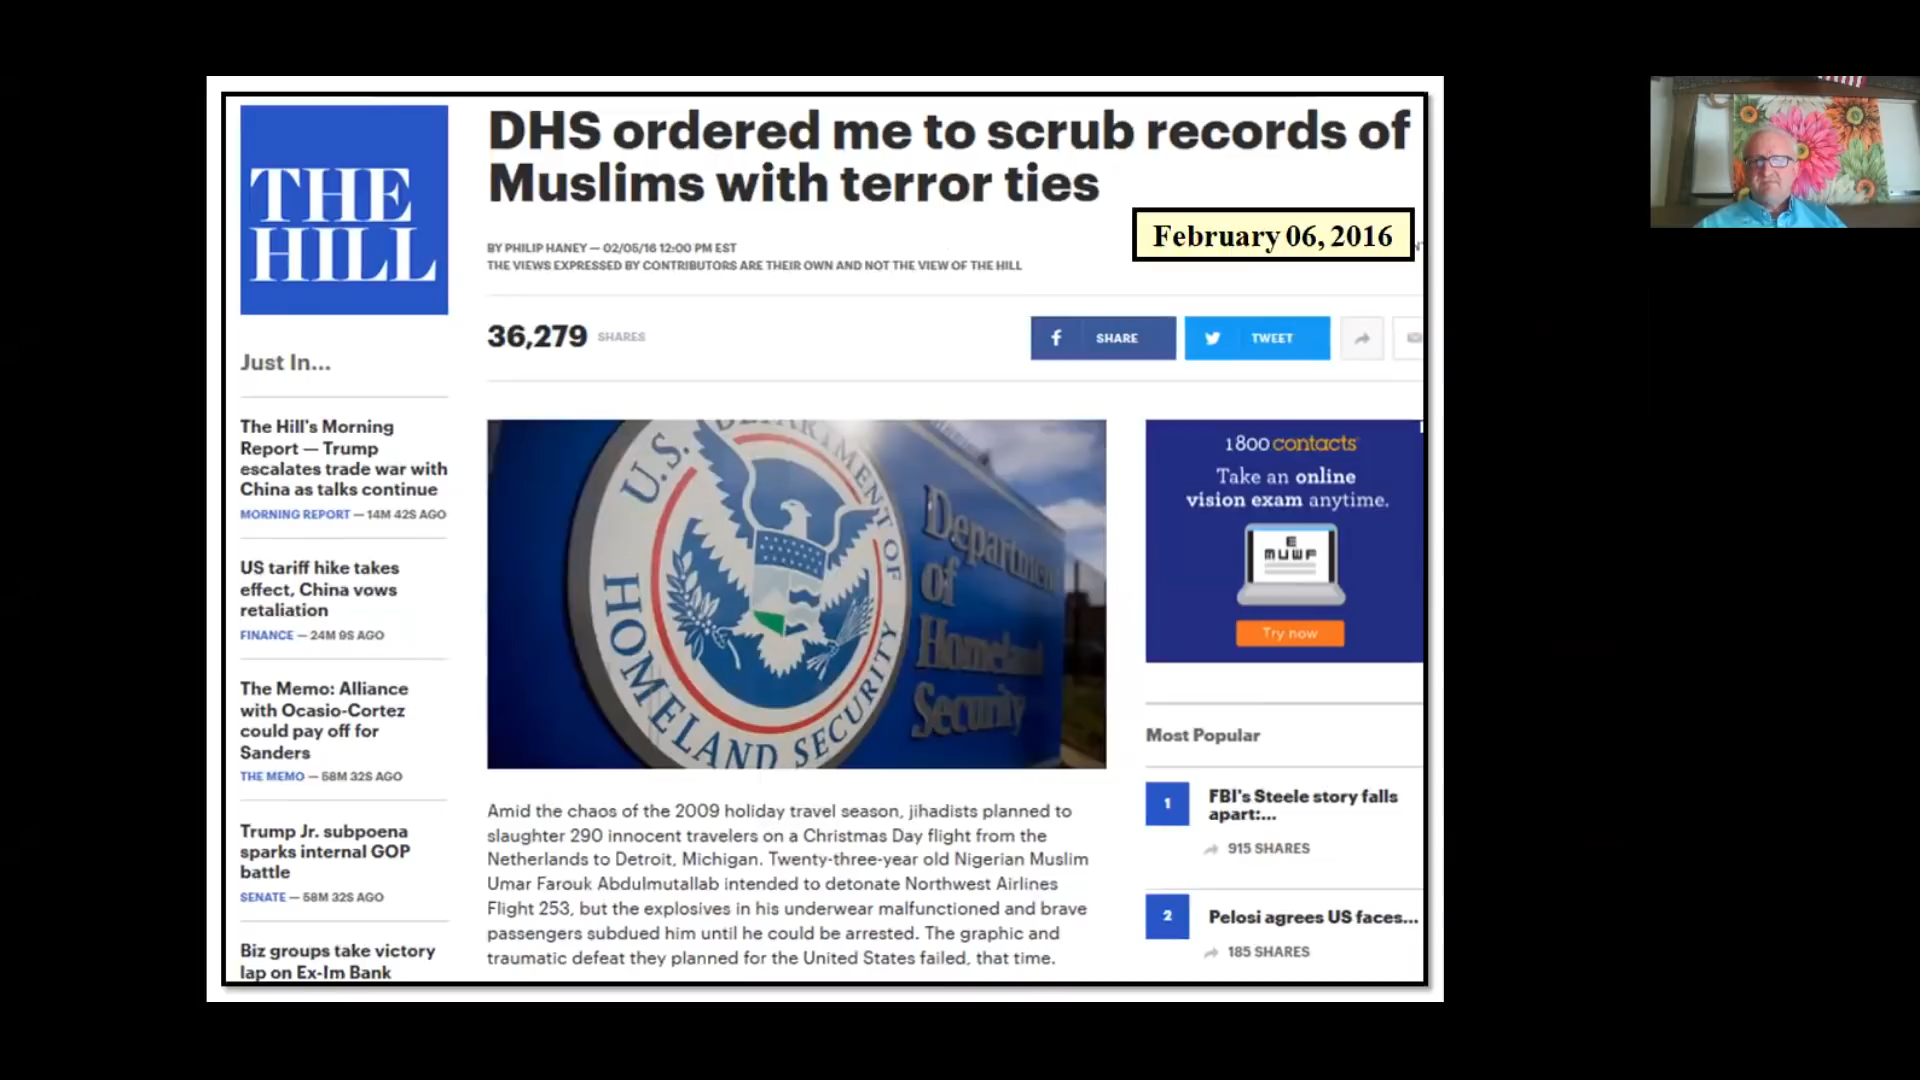 THE
HILL
DHS ordered me to scrub records of
Muslims with terror ties
February 06, 2016
BY PHILIP HANEY — 02/05/16 12:00 PM EST
THE VIEWS EXPRESSED BY CONTRIBUTORS ARE THEIR OWN AND NOT THE VIEW OF THE HILL
36,279 SHARES
SHARE
TWEET
Just In...
The Hill's Morning
Report — Trump
escalates trade war with
China as talks continue
MORNING REPORT — 14M 42S AGO
US tariff hike takes
effect, China vows
retaliation
FINANCE — 24M 9S AGO
The Memo: Alliance
with Ocasio-Cortez
could pay off for
Sanders
THE MEMO — 58M 32S AGO
Trump Jr. subpoena
sparks internal GOP
battle
SENATE — 58M 32S AGO
Biz groups take victory
lap on Ex-Im Bank
U.S. DEPARTMENT OF
HOMELAND SECURITY
Department
of
Homeland
Security
Amid the chaos of the 2009 holiday travel season, jihadists planned to
slaughter 290 innocent travelers on a Christmas Day flight from the
Netherlands to Detroit, Michigan. Twenty-three-year old Nigerian Muslim
Umar Farouk Abdulmutallab intended to detonate Northwest Airlines
Flight 253, but the explosives in his underwear malfunctioned and brave
passengers subdued him until he could be arrested. The graphic and
traumatic defeat they planned for the United States failed, that time.
1800 contacts
Take an online
vision exam anytime.
E
MUWF
Try now
Most Popular
1
FBI's Steele story falls
apart:...
915 SHARES
2
Pelosi agrees US faces...
185 SHARES